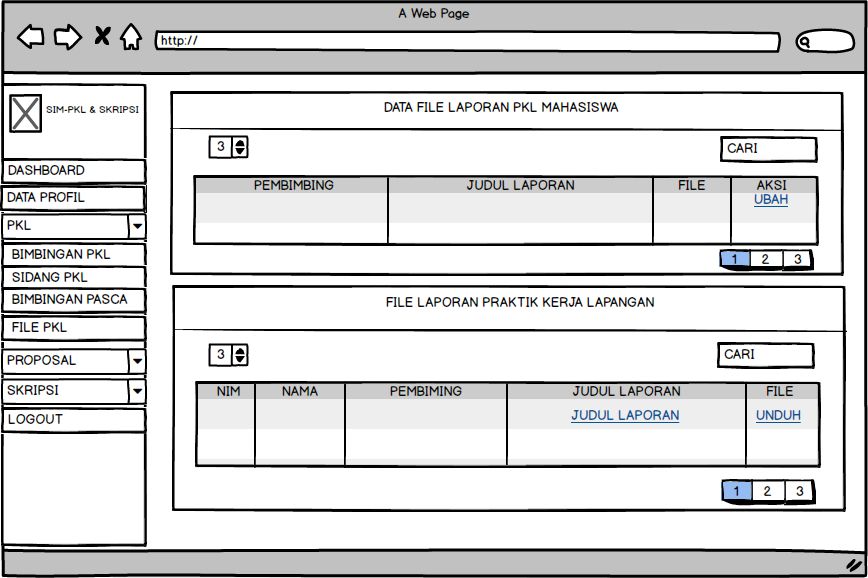 A Web Page
http://
SIM-PKL & SKRIPSI
DASHBOARD
DATA PROFIL
PKL
BIMBINGAN PKL
SIDANG PKL
BIMBINGAN PASCA
FILE PKL
PROPOSAL
SKRIPSI
LOGOUT
DATA FILE LAPORAN PKL MAHASISWA
3
CARI
PEMBIMBING JUDUL LAPORAN FILE AKSI
UBAH
1 2 3
FILE LAPORAN PRAKTIK KERJA LAPANGAN
3
CARI
NIM NAMA PEMBIMING JUDUL LAPORAN FILE
JUDUL LAPORAN UNDUH
1 2 3